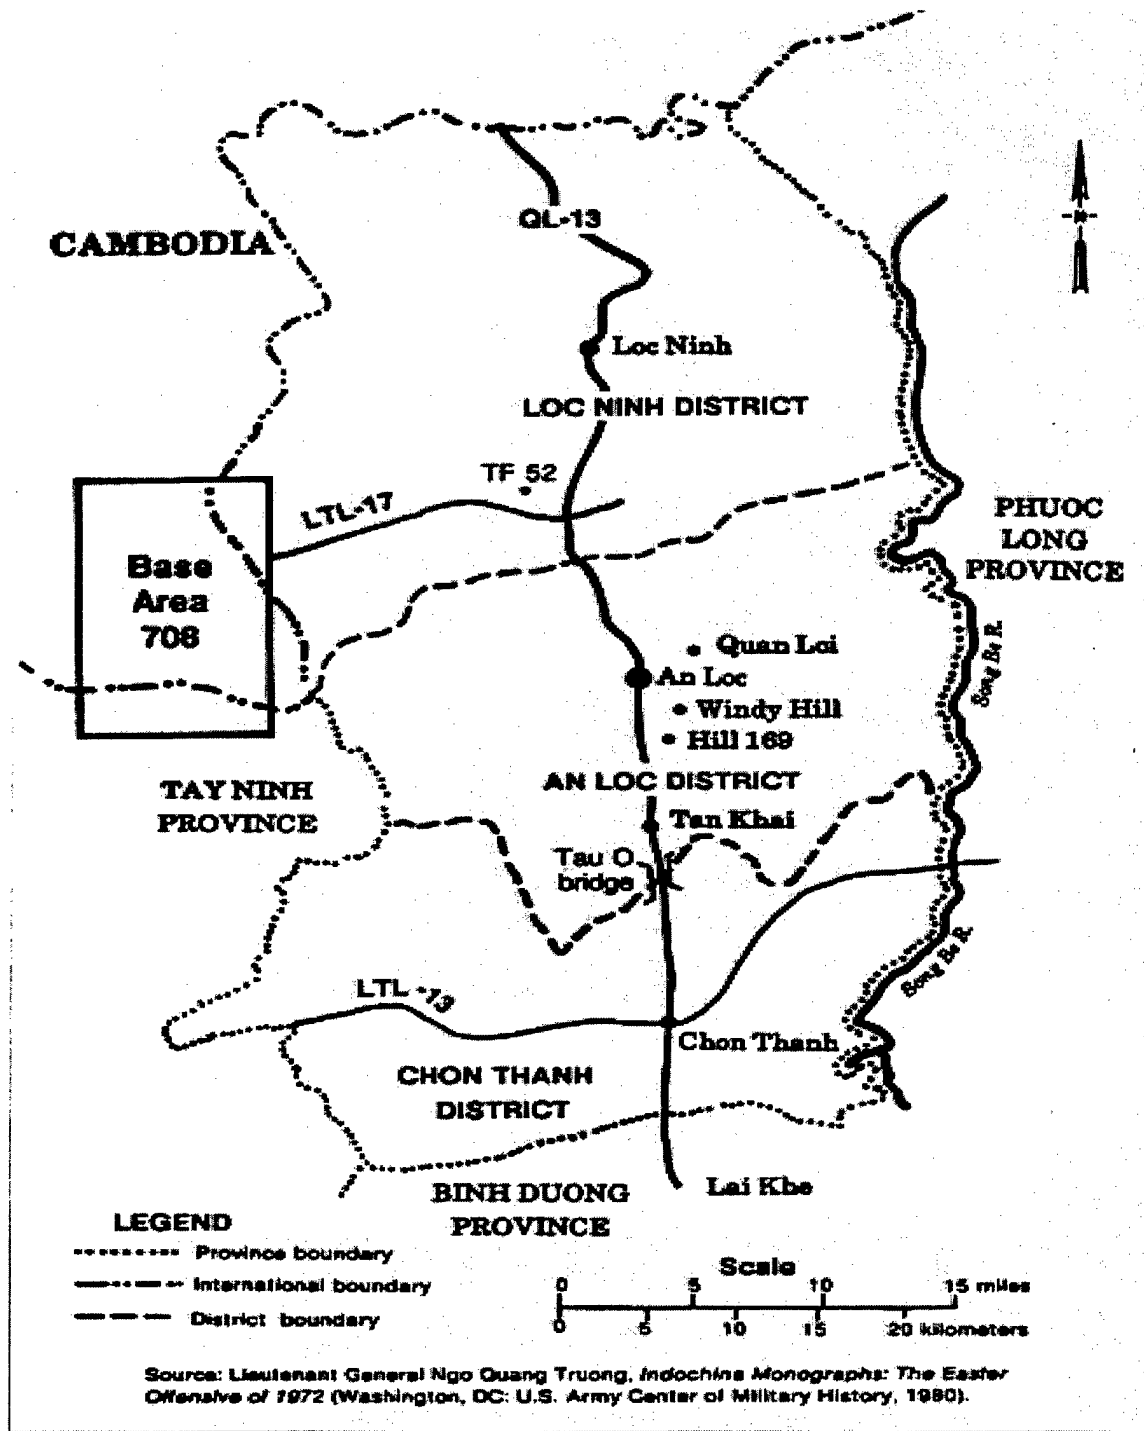 QL-13
CAMBODIA
N
Loc Ninh
LOC NINH DISTRICT
TF 52
LTL-17
PHUOC
LONG
PROVINCE
Base
Area
708
Quan Loi
An Loc
Song Be R.
Windy Hill
Hill 169
AN LOC DISTRICT
TAY NINH
PROVINCE
Tan Khai
Tau O
bridge
Song Be R.
LTL -13
Chon Thanh
CHON THANH
DISTRICT
BINH DUONG
PROVINCE
Lai Khe
LEGEND
Province boundary
International boundary
District boundary
Scale
0 5 10 15 miles
0 5 10 15 20 kilometers
Source: Lieutenant General Ngo Quang Truong, Indochina Monographs: The Easter
Offensive of 1972 (Washington, DC: U.S. Army Center of Military History, 1980).